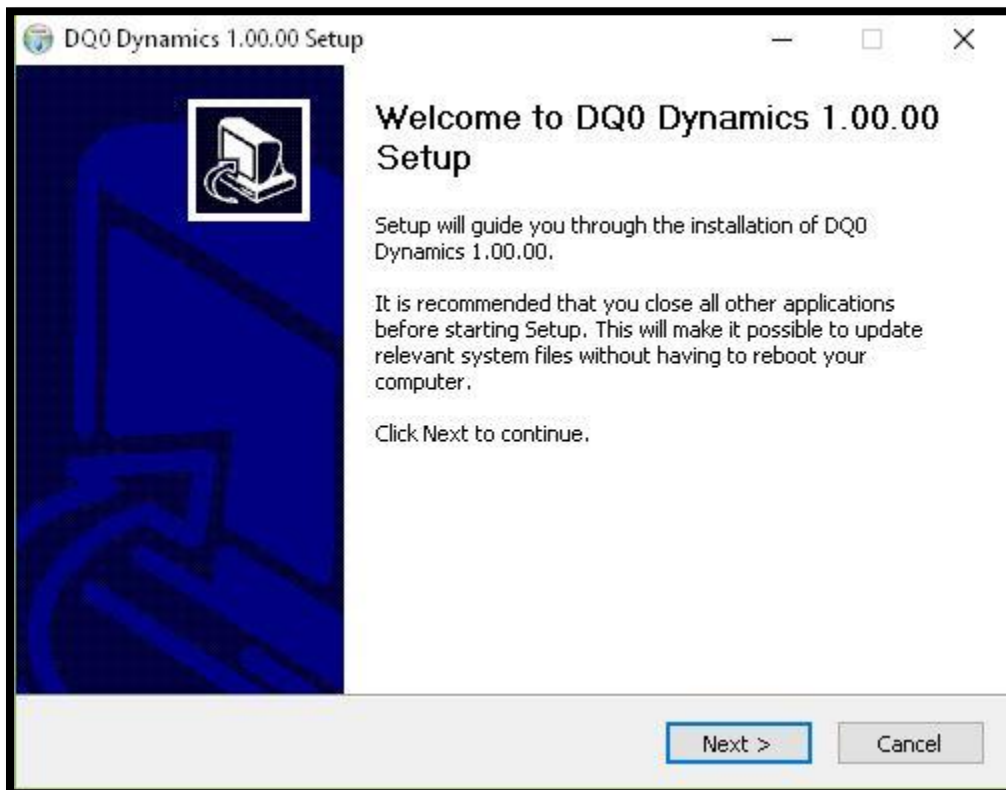 DQ0 Dynamics 1.00.00 Setup
Welcome to DQ0 Dynamics 1.00.00
Setup
Setup will guide you through the installation of DQ0
Dynamics 1.00.00.
It is recommended that you close all other applications
before starting Setup. This will make it possible to update
relevant system files without having to reboot your
computer.
Click Next to continue.
Next >
Cancel